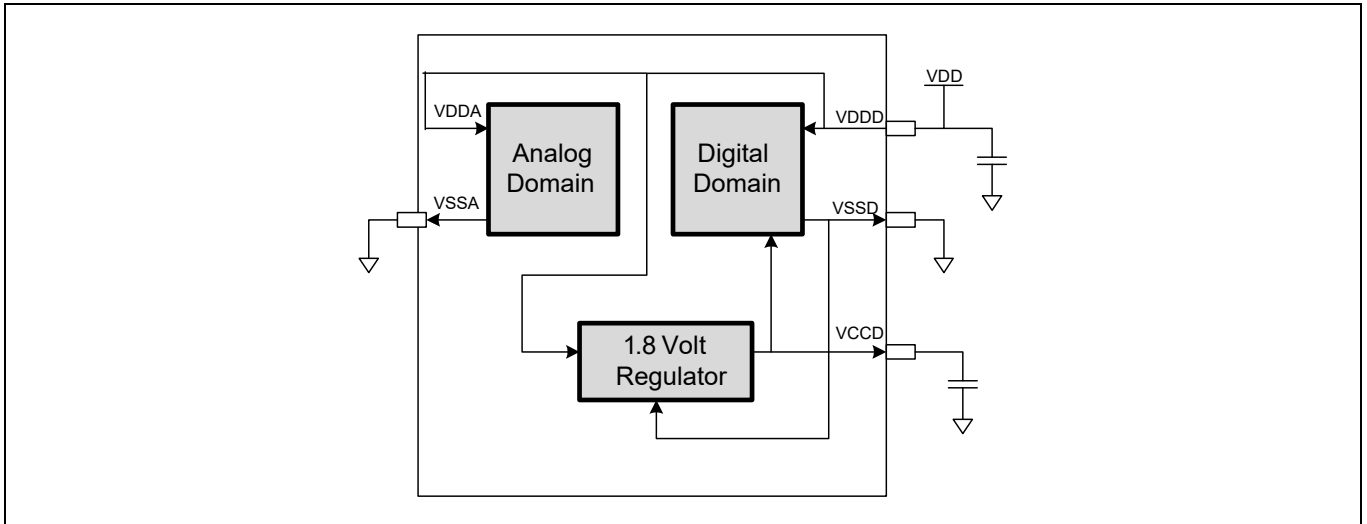 VDD
VDDA
VDDD
Analog
Domain
Digital
Domain
VSSA
VSSD
1.8 Volt
Regulator
VCCD